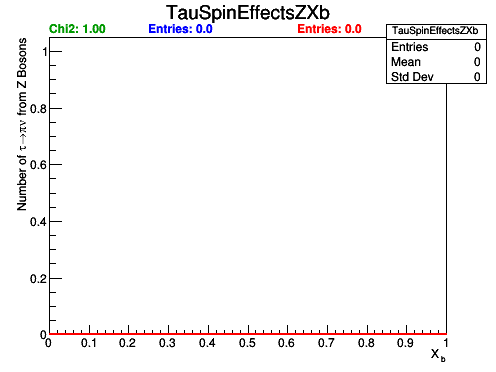 TauSpinEffectsZXb
Chi2: 1.00 Entries: 0.0 Entries: 0.0
TauSpinEffectsZXb
Entries 0
Mean 0
Std Dev 0
Number of τ→πν from Z Bosons
1
0.8
0.6
0.4
0.2
0
0 0.1 0.2 0.3 0.4 0.5 0.6 0.7 0.8 0.9 1
X_b